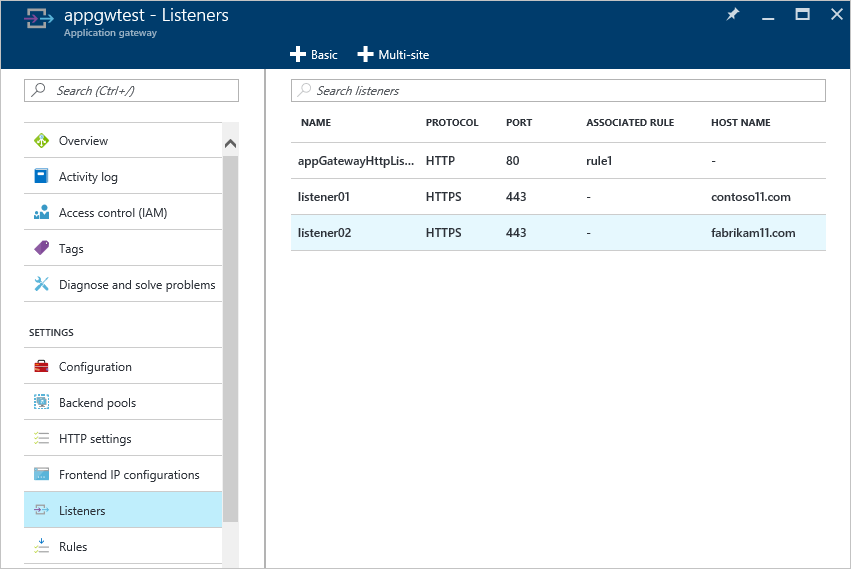 appgwtest - Listeners
Application gateway
Basic
Multi-site
Search (Ctrl+/)
Overview
Activity log
Access control (IAM)
Tags
Diagnose and solve problems
SETTINGS
Configuration
Backend pools
HTTP settings
Frontend IP configurations
Listeners
Rules
Search listeners
NAME PROTOCOL PORT ASSOCIATED RULE HOST NAME
appGatewayHttpLis... HTTP 80 rule1 -
listener01 HTTPS 443 - contoso11.com
listener02 HTTPS 443 - fabrikam11.com